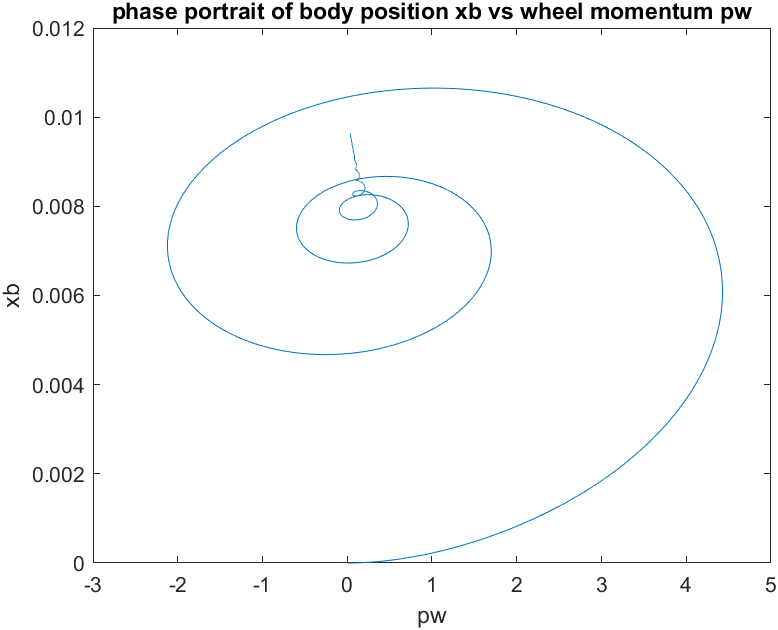 phase portrait of body position xb vs wheel momentum pw
0.012
0.01
0.008
0.006
0.004
0.002
0
xb
-3 -2 -1 0 1 2 3 4 5
pw